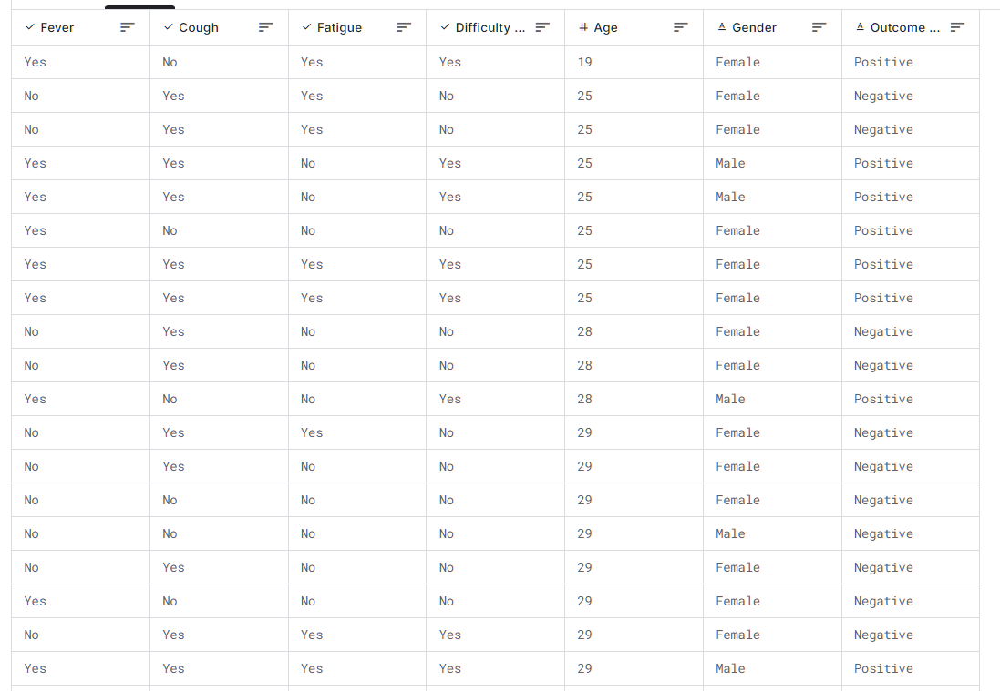 Fever Cough Fatigue Difficulty ... Age Gender Outcome ...
Yes No Yes Yes 19 Female Positive
No Yes Yes No 25 Female Negative
No Yes Yes No 25 Female Negative
Yes Yes No Yes 25 Male Positive
Yes Yes No Yes 25 Male Positive
Yes No No No 25 Female Positive
Yes Yes Yes Yes 25 Female Positive
Yes Yes Yes Yes 25 Female Positive
No Yes No No 28 Female Negative
No Yes No No 28 Female Negative
Yes No No Yes 28 Male Positive
No Yes Yes No 29 Female Negative
No Yes No No 29 Female Negative
No No No No 29 Female Negative
No No No No 29 Male Negative
No Yes No No 29 Female Negative
Yes No No No 29 Female Negative
No Yes Yes Yes 29 Female Negative
Yes Yes Yes Yes 29 Male Positive